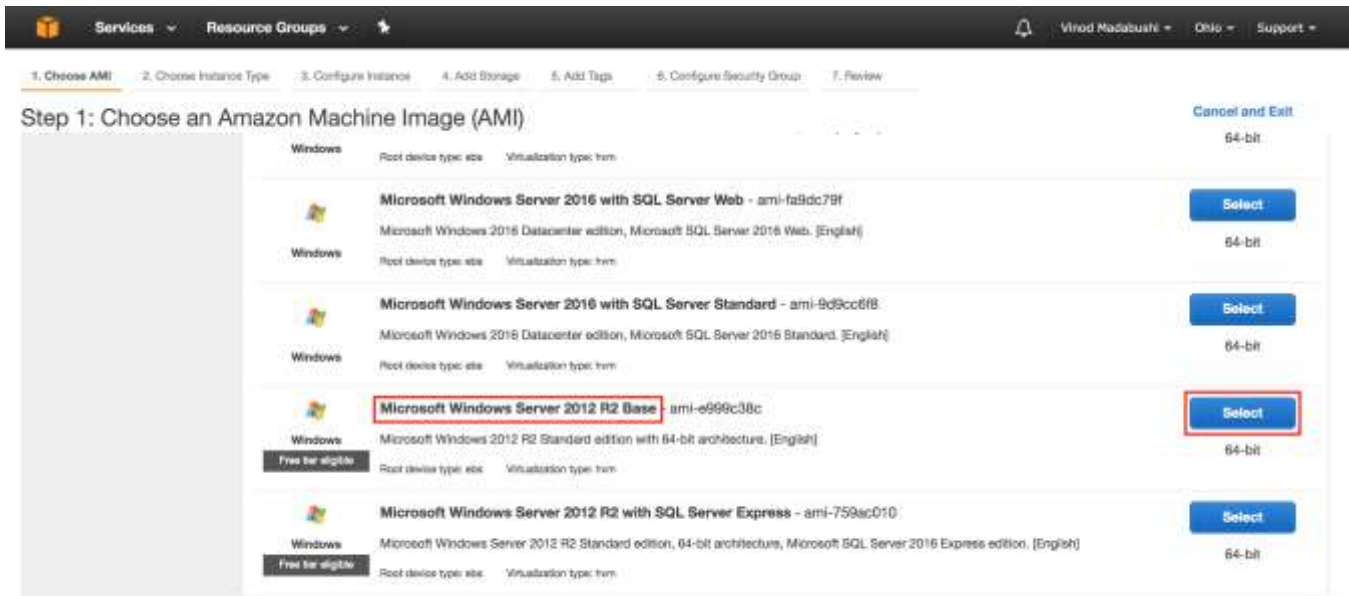 Services Resource Groups Vinod Madabushi Ohio Support
1. Choose AMI 2. Choose Instance Type 3. Configure Instance 4. Add Storage 5. Add Tags 6. Configure Security Group 7. Review
Step 1: Choose an Amazon Machine Image (AMI)
Cancel and Exit
Windows
Root device type: ebs Virtualization type: hvm
64-bit
Microsoft Windows Server 2016 with SQL Server Web - ami-fa9dc79f
Select
Microsoft Windows 2016 Datacenter edition, Microsoft SQL Server 2016 Web. [English]
64-bit
Windows
Root device type: ebs Virtualization type: hvm
Microsoft Windows Server 2016 with SQL Server Standard - ami-9d9cc6f8
Select
Microsoft Windows 2016 Datacenter edition, Microsoft SQL Server 2016 Standard. [English]
64-bit
Windows
Root device type: ebs Virtualization type: hvm
Microsoft Windows Server 2012 R2 Base - ami-e999c38c
Select
Windows
Microsoft Windows 2012 R2 Standard edition with 64-bit architecture. [English]
64-bit
Free tier eligible
Root device type: ebs Virtualization type: hvm
Microsoft Windows Server 2012 R2 with SQL Server Express - ami-759ac010
Select
Windows
Microsoft Windows Server 2012 R2 Standard edition, 64-bit architecture, Microsoft SQL Server 2016 Express edition. [English]
64-bit
Free tier eligible
Root device type: ebs Virtualization type: hvm